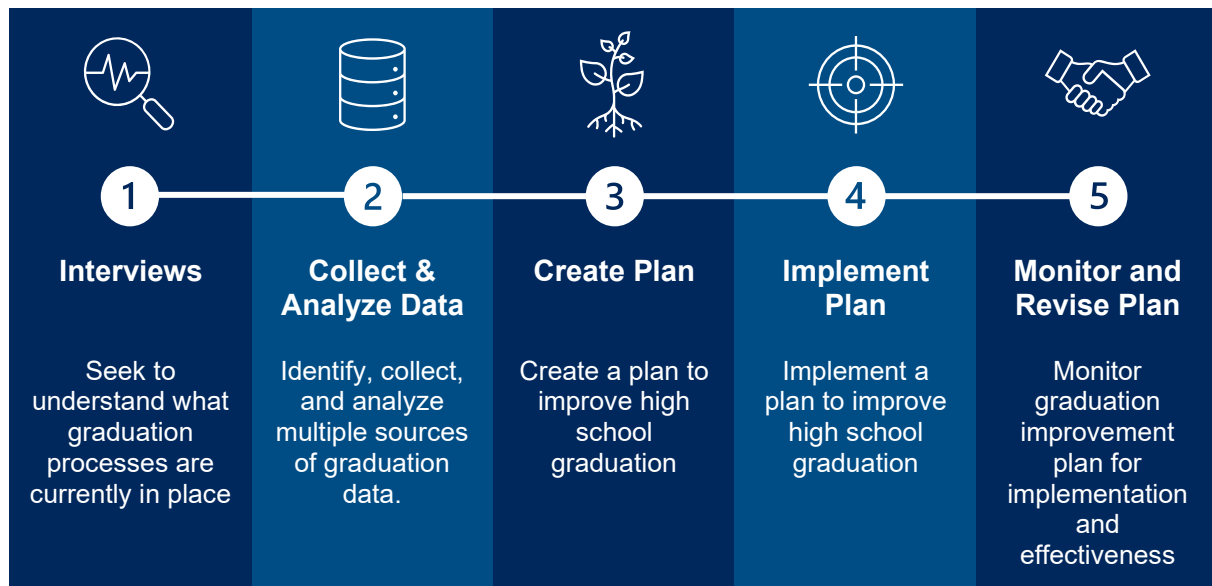 1
Interviews
Seek to
understand what
graduation
processes are
currently in place
2
Collect &
Analyze Data
Identify, collect,
and analyze
multiple sources
of graduation
data.
3
Create Plan
Create a plan to
improve high
school
graduation
4
Implement
Plan
Implement a
plan to improve
high school
graduation
5
Monitor and
Revise Plan
Monitor
graduation
improvement
plan for
implementation
and
effectiveness